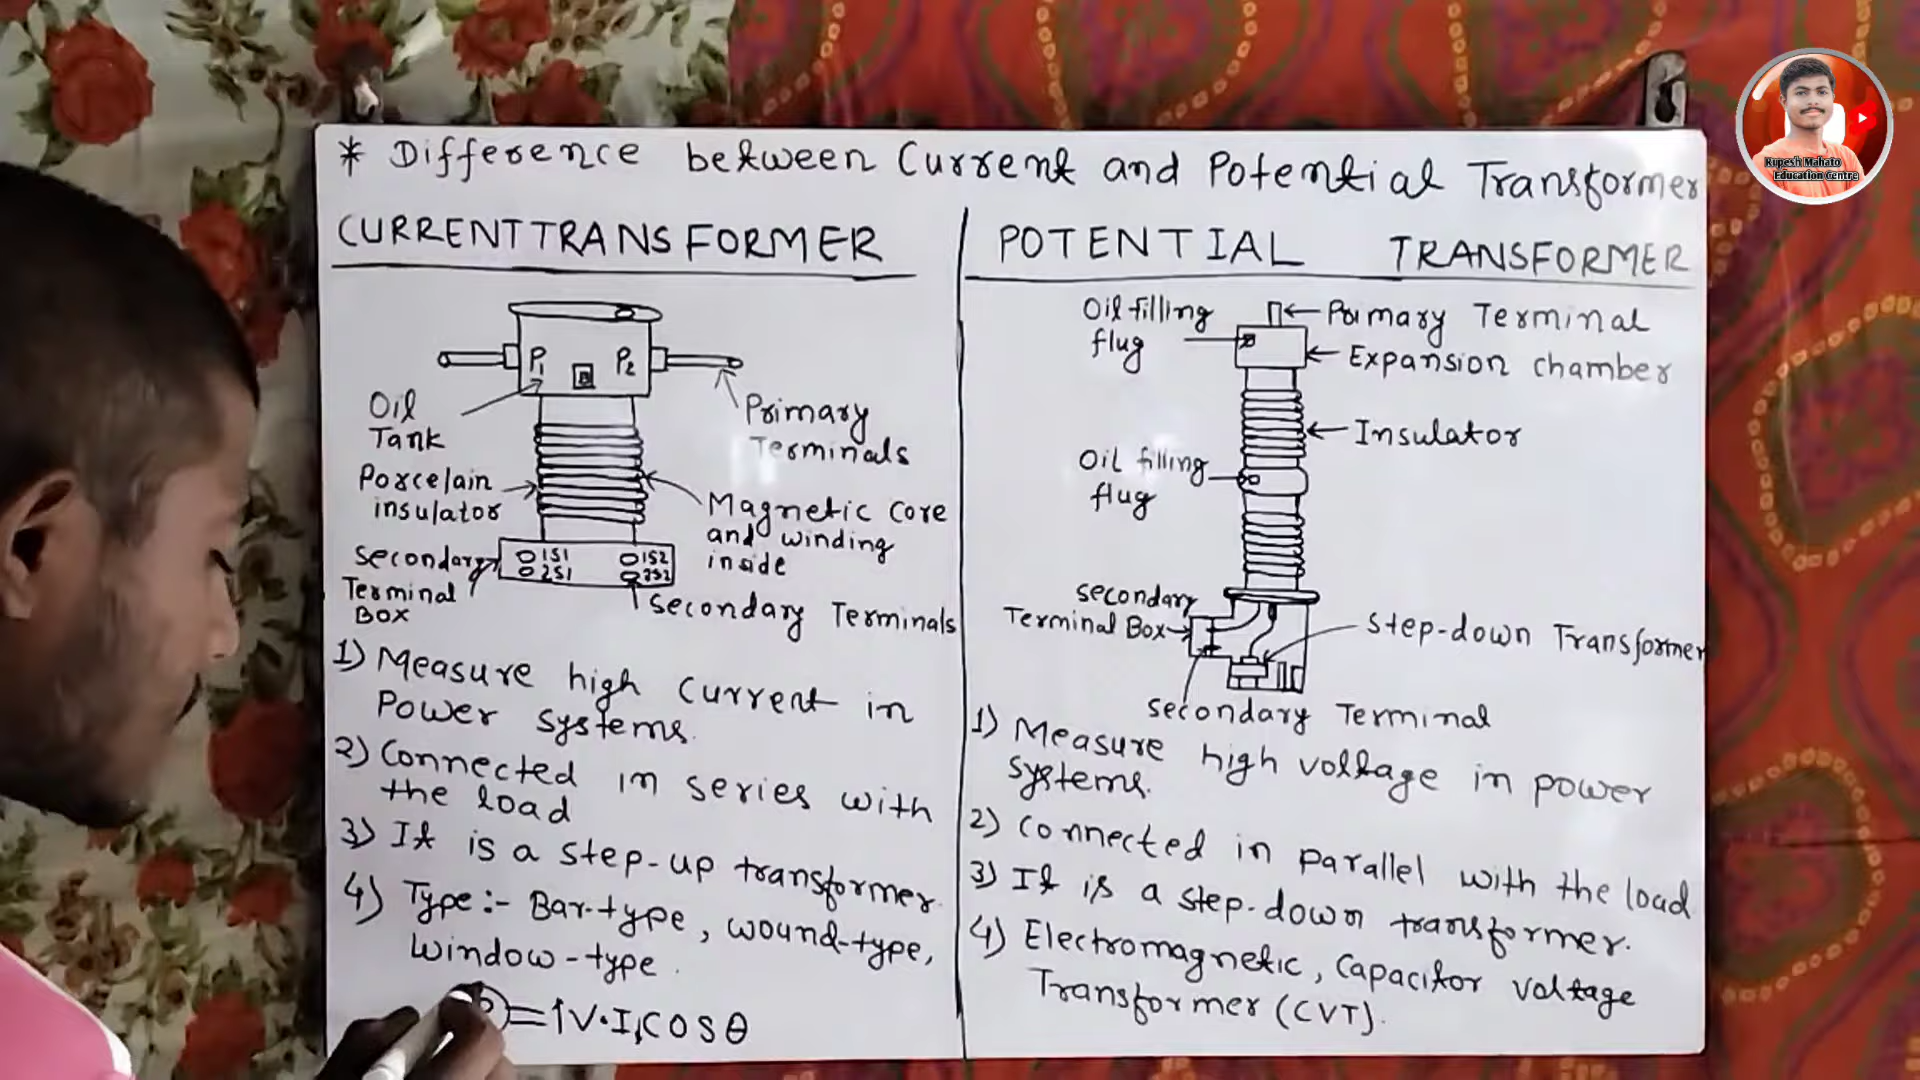 * Difference between Current and Potential Transformer
CURRENT TRANSFORMER
P1 P2
Oil
Tank
Primary
Terminals
Porcelain
insulator
Magnetic core
and winding
inside
Secondary
Terminal
BOX
1S1 1S2
2S1 2S2
Secondary Terminals
1) Measure high current in
Power systems.
2) Connected in series with
the load
3) It is a step-up transformer.
4) Type:- Bar-type, wound-type,
Window-type.
=↑V·I↓COSθ
POTENTIAL TRANSFORMER
Oil filling
flug
Primary Terminal
Expansion chamber
Insulator
Oil filling
flug
Secondary
Terminal Box
Step-down Transformer
Secondary Terminal
1) Measure high voltage in power
systems.
2) Connected in parallel with the load
3) It is a step-down transformer.
4) Electromagnetic, Capacitor voltage
Transformer (CVT).
Rupesh Mahato
Education Centre